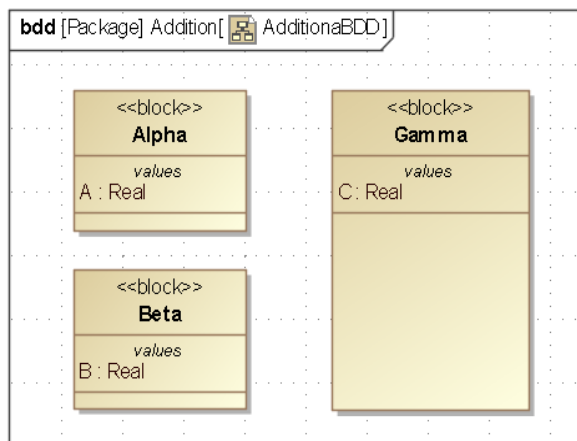 bdd [Package] Addition[ AdditionaBDD]
<<block>>
Alpha
values
A : Real
<<block>>
Gamma
values
C : Real
<<block>>
Beta
values
B : Real